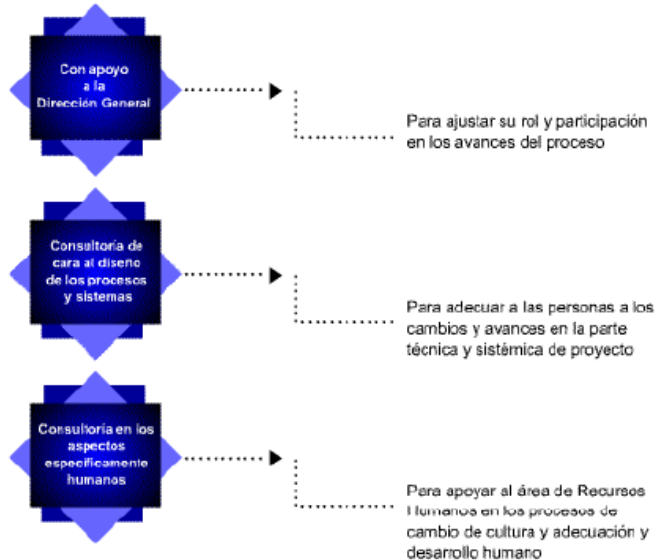 Con apoyo
a la
Dirección General
Para ajustar su rol y participación
en los avances del proceso
Consultoría de
cara al diseño
de los procesos
y sistemas
Para adecuar a las personas a los
cambios y avances en la parte
técnica y sistémica de proyecto
Consultoría en los
aspectos
específicamente
humanos
Para apoyar al área de Recursos
Humanos en los procesos de
cambio de cultura y adecuación y
desarrollo humano